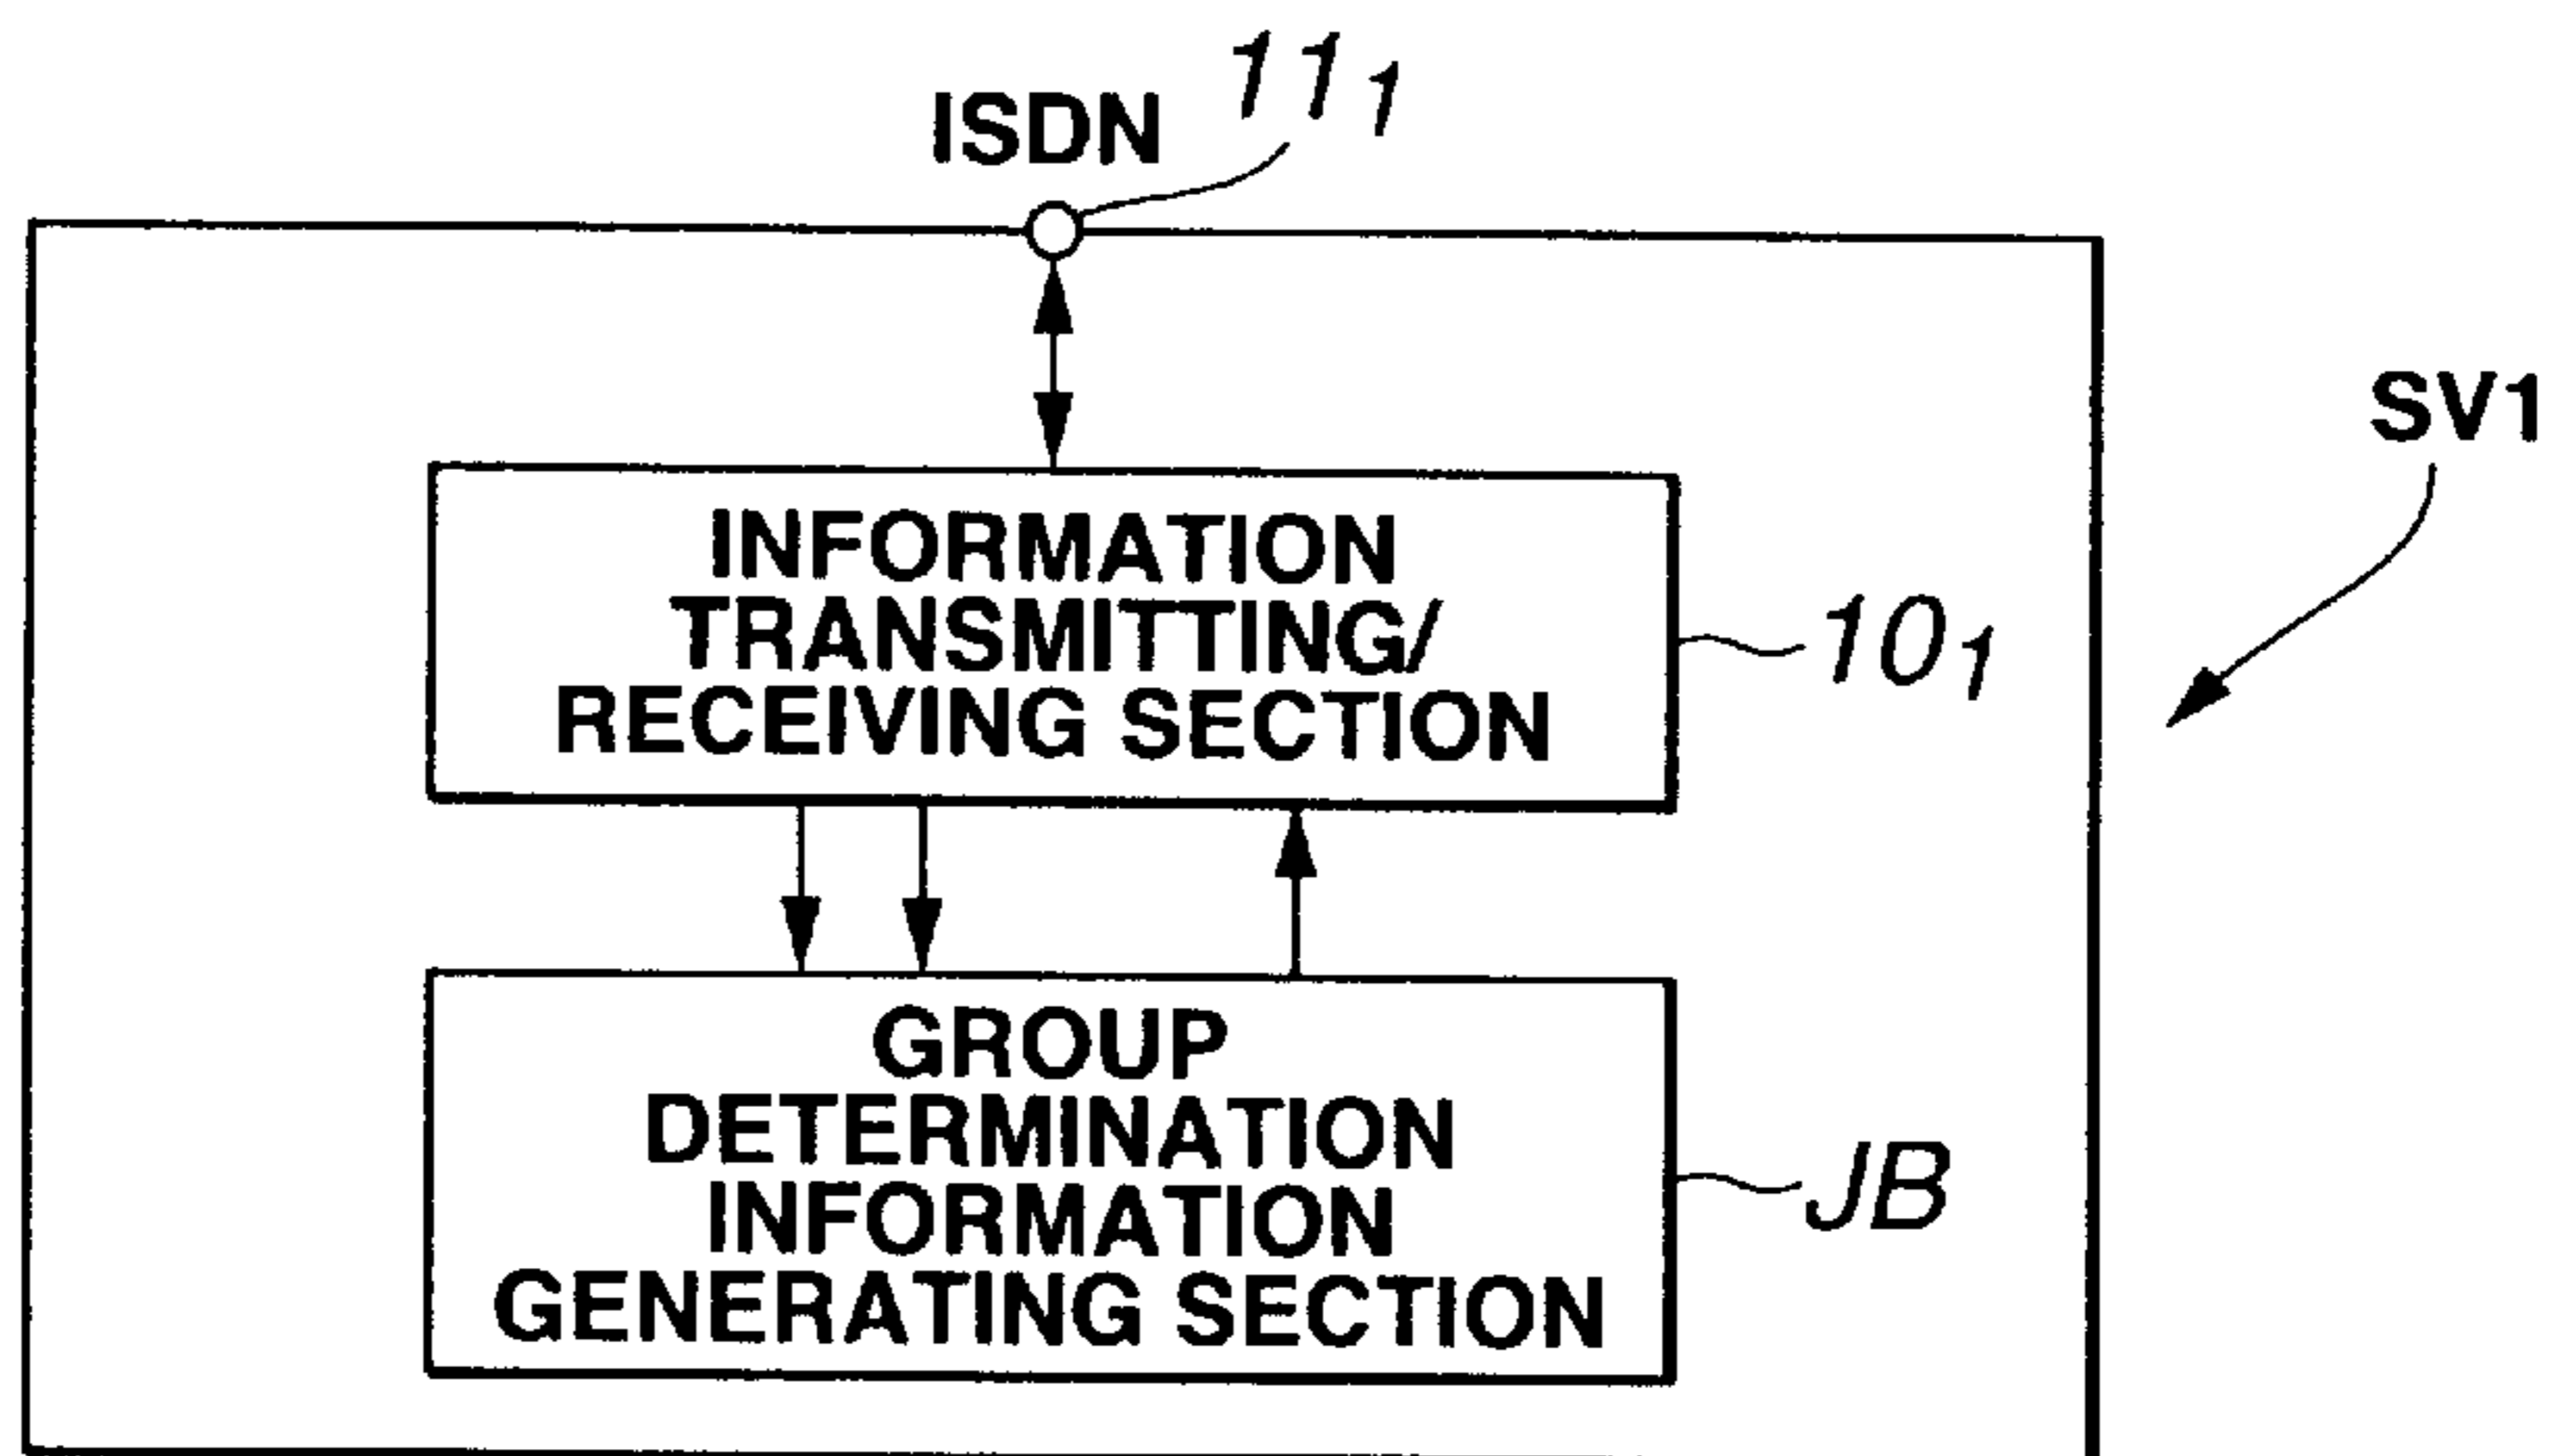 ISDN
11₁
SV1
INFORMATION
TRANSMITTING/
RECEIVING SECTION
10₁
GROUP
DETERMINATION
INFORMATION
GENERATING SECTION
JB